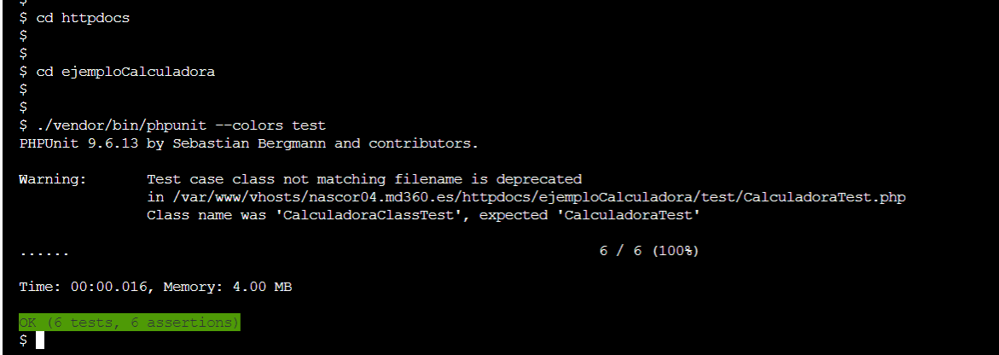 $
$ cd httpdocs
$
$
$ cd ejemploCalculadora
$
$
$ ./vendor/bin/phpunit --colors test
PHPUnit 9.6.13 by Sebastian Bergmann and contributors.
Warning: Test case class not matching filename is deprecated
in /var/www/vhosts/nascor04.md360.es/httpdocs/ejemploCalculadora/test/CalculadoraTest.php
Class name was 'CalculadoraClassTest', expected 'CalculadoraTest'
...... 6 / 6 (100%)
Time: 00:00.016, Memory: 4.00 MB
OK (6 tests, 6 assertions)
$